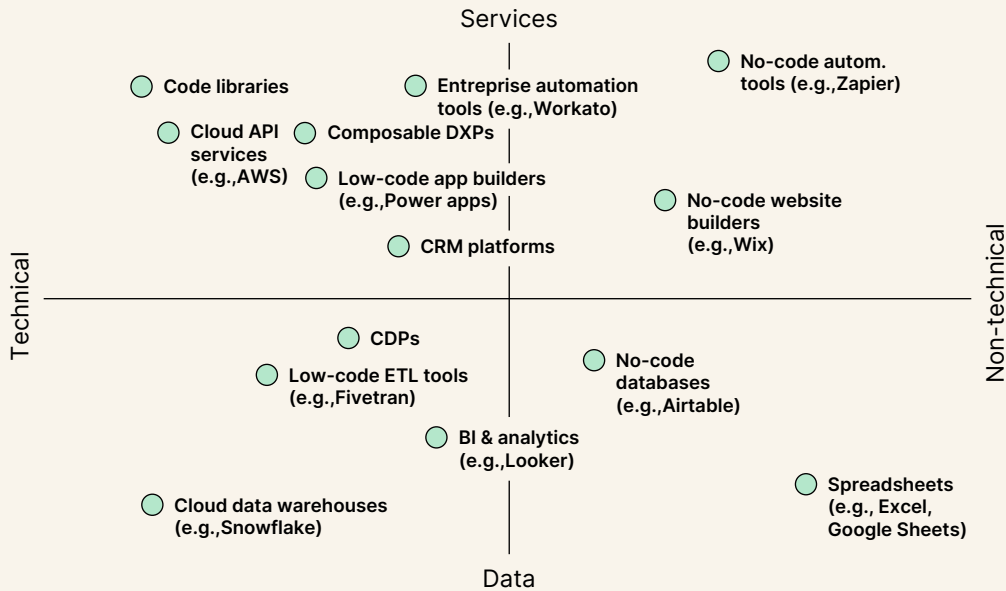 Services
No-code autom.
tools (e.g.,Zapier)
Code libraries
Entreprise automation
tools (e.g.,Workato)
Cloud API
services
(e.g.,AWS)
Composable DXPs
Low-code app builders
(e.g.,Power apps)
No-code website
builders
(e.g.,Wix)
CRM platforms
Technical
Non-technical
CDPs
Low-code ETL tools
(e.g.,Fivetran)
No-code
databases
(e.g.,Airtable)
BI & analytics
(e.g.,Looker)
Cloud data warehouses
(e.g.,Snowflake)
Spreadsheets
(e.g., Excel,
Google Sheets)
Data